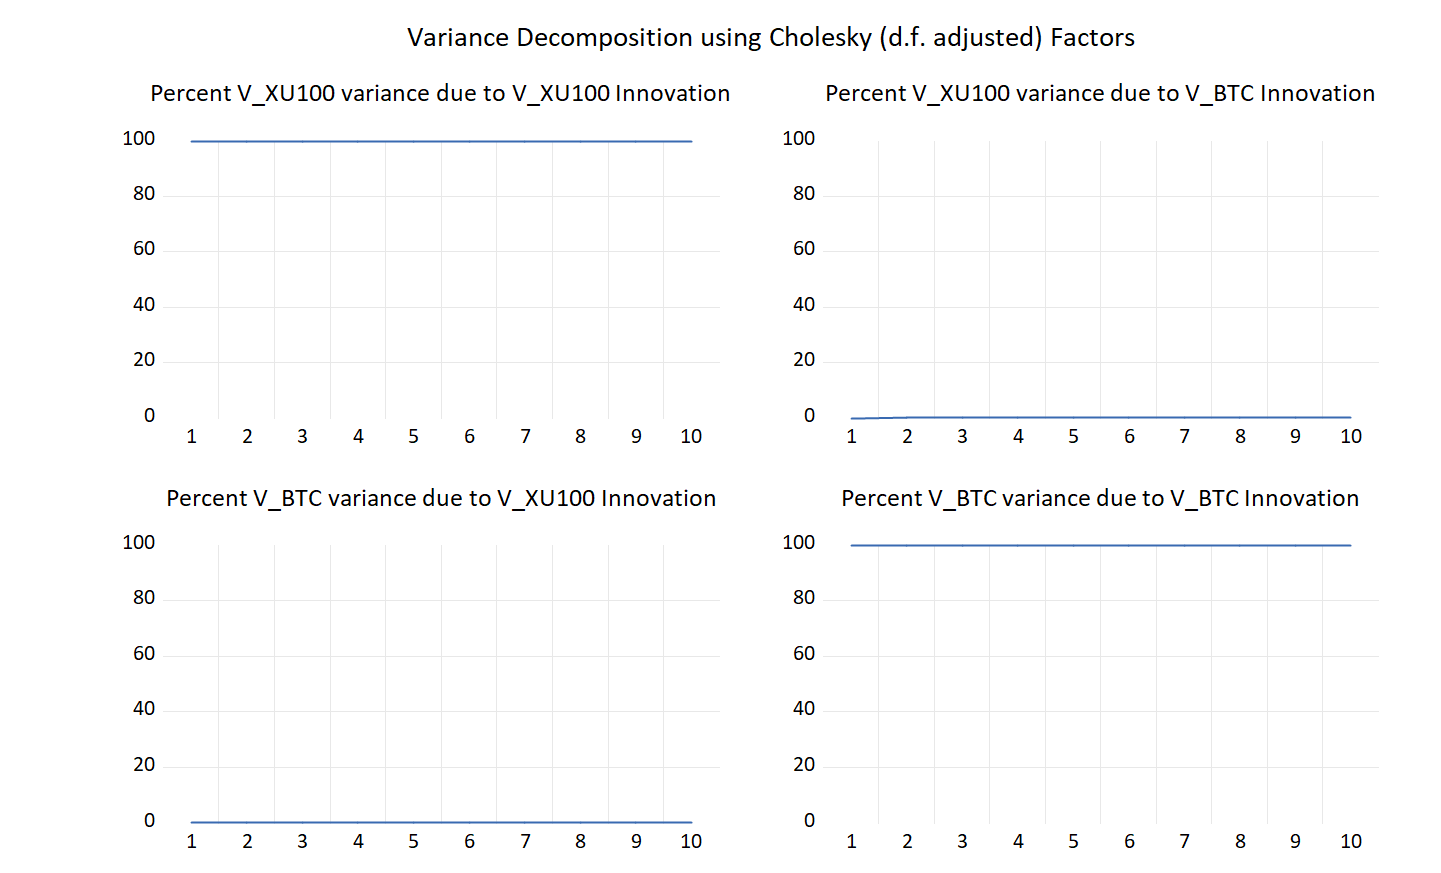 Variance Decomposition using Cholesky (d.f. adjusted) Factors
Percent V_XU100 variance due to V_XU100 Innovation
100
80
60
40
20
0
1 2 3 4 5 6 7 8 9 10
Percent V_XU100 variance due to V_BTC Innovation
100
80
60
40
20
0
1 2 3 4 5 6 7 8 9 10
Percent V_BTC variance due to V_XU100 Innovation
100
80
60
40
20
0
1 2 3 4 5 6 7 8 9 10
Percent V_BTC variance due to V_BTC Innovation
100
80
60
40
20
0
1 2 3 4 5 6 7 8 9 10